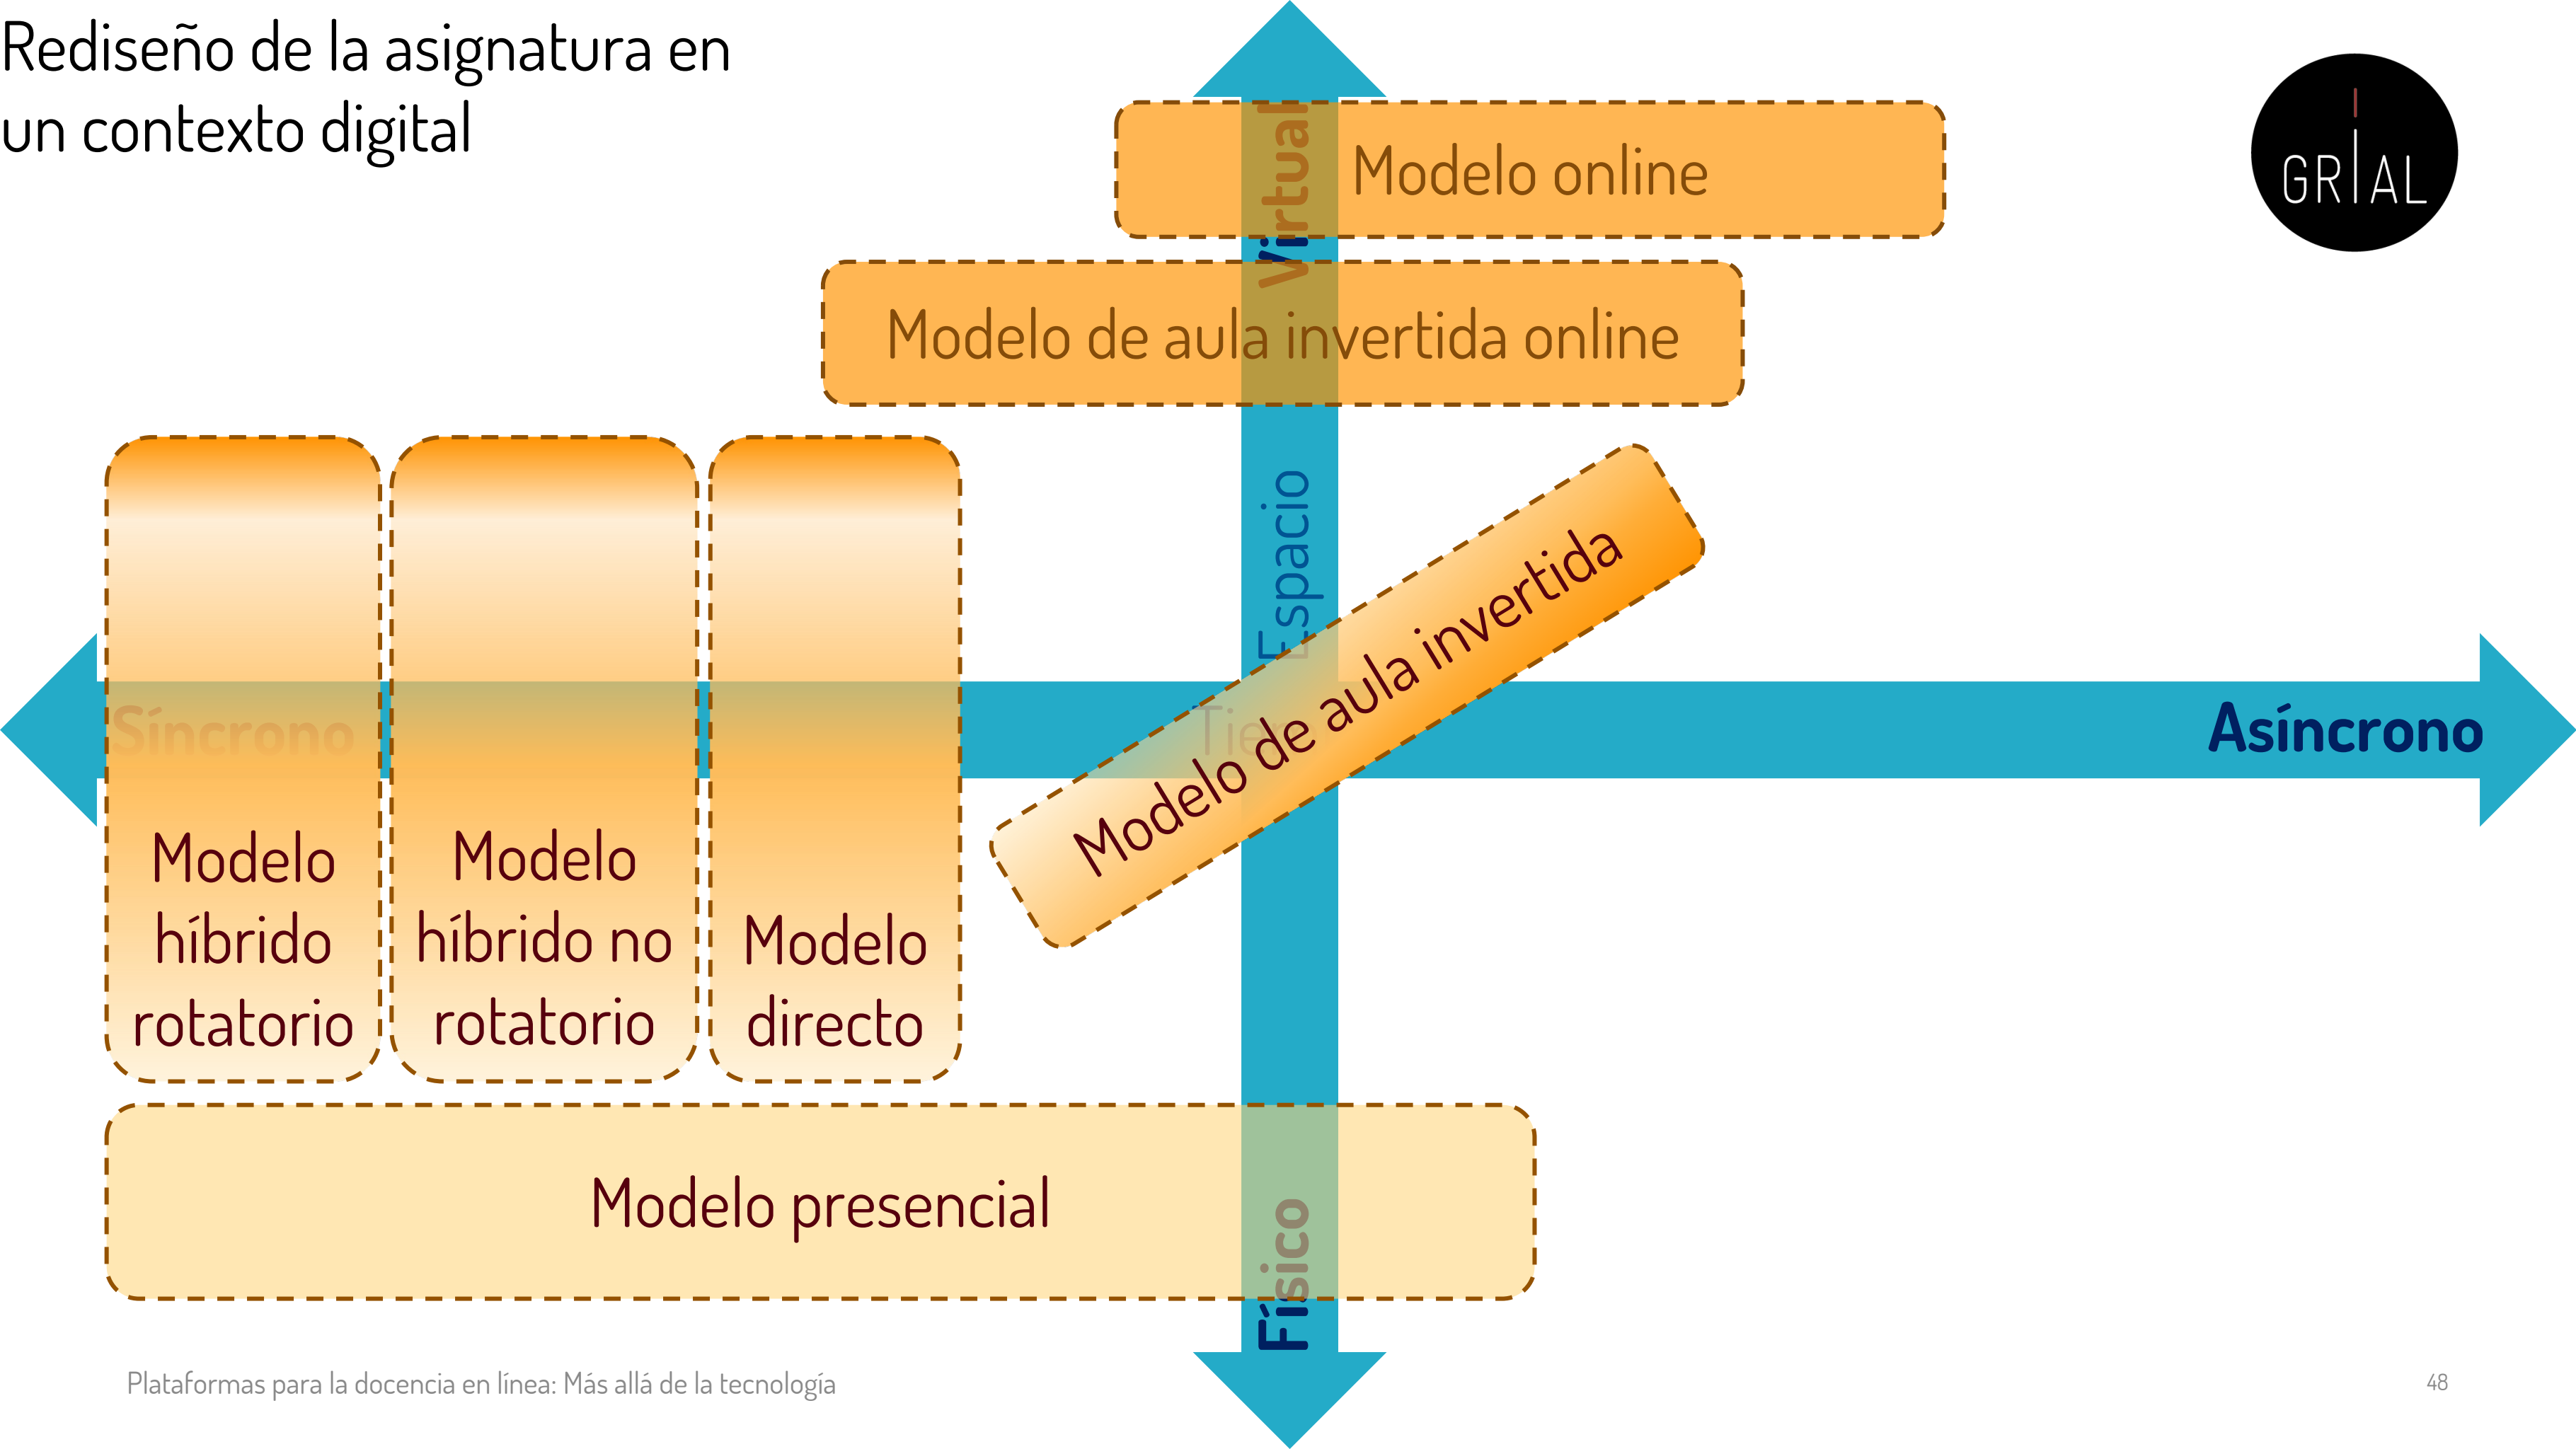 Rediseño de la asignatura en
un contexto digital
GRIAL
Virtual
Modelo online
Modelo de aula invertida online
Espacio
Modelo de aula invertida
Síncrono
Asíncrono
Modelo
híbrido
rotatorio
Modelo
híbrido no
rotatorio
Modelo
directo
Modelo presencial
Físico
Plataformas para la docencia en línea: Más allá de la tecnología
48